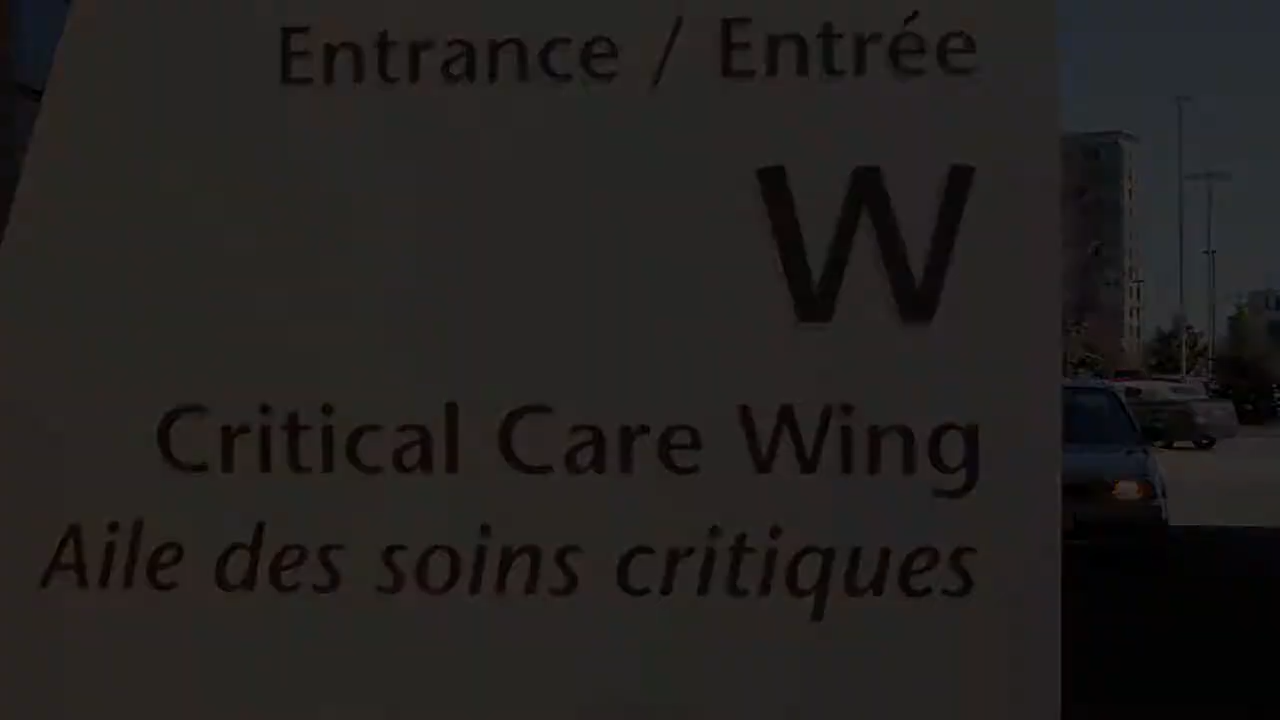 Entrance / Entrée
W
Critical Care Wing
Aile des soins critiques